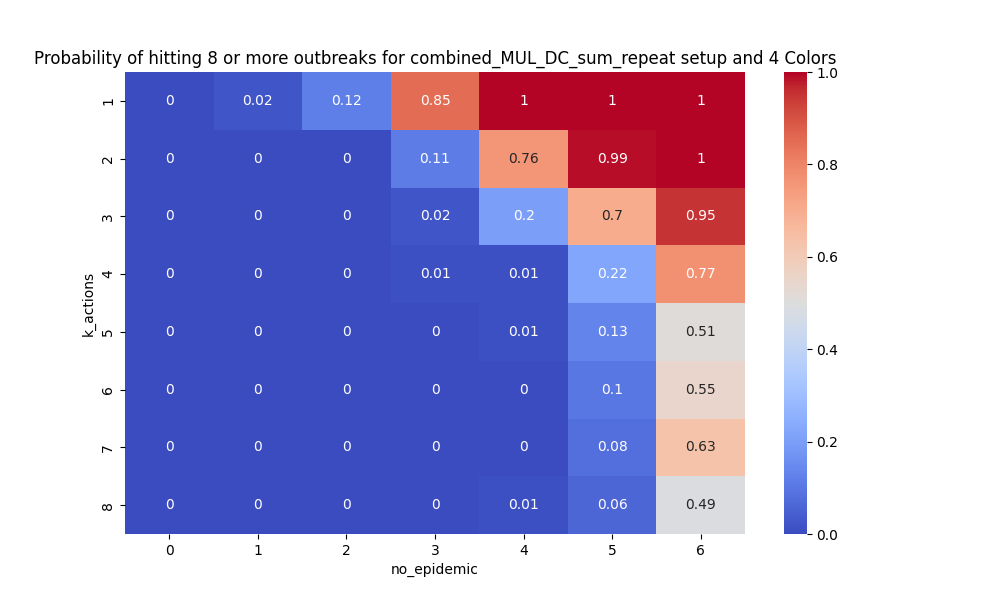 Probability of hitting 8 or more outbreaks for combined_MUL_DC_sum_repeat setup and 4 Colors
1 0 0.02 0.12 0.85 1 1 1
2 0 0 0 0.11 0.76 0.99 1
3 0 0 0 0.02 0.2 0.7 0.95
4 0 0 0 0.01 0.01 0.22 0.77
5 0 0 0 0 0.01 0.13 0.51
6 0 0 0 0 0 0.1 0.55
7 0 0 0 0 0 0.08 0.63
8 0 0 0 0 0.01 0.06 0.49
0 1 2 3 4 5 6
no_epidemic
k_actions
1.0
0.8
0.6
0.4
0.2
0.0